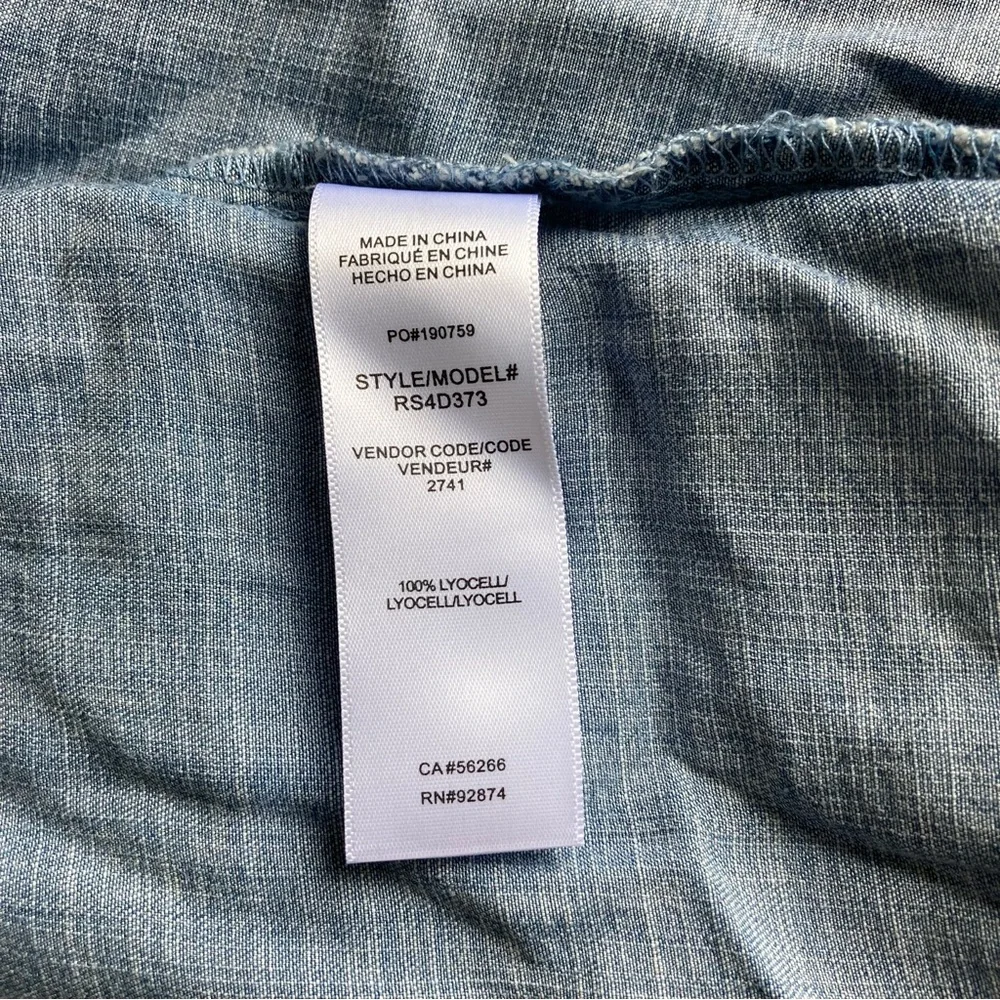 MADE IN CHINA
FABRIQUÉ EN CHINE
HECHO EN CHINA
PO#190759
STYLE/MODEL#
RS4D373
VENDOR CODE/CODE
VENDEUR#
2741
100% LYOCELL/
LYOCELL/LYOCELL
CA#56266
RN#92874